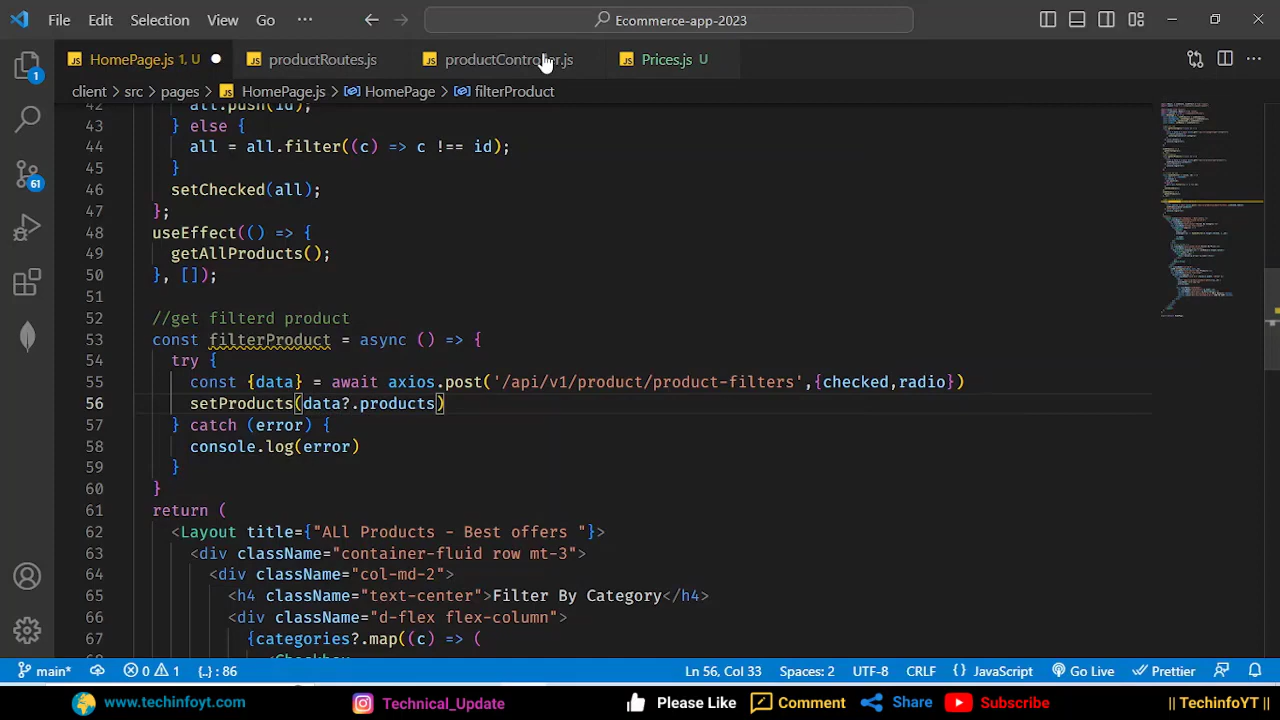 File Edit Selection View Go ··· Ecommerce-app-2023
HomePage.js 1, U productRoutes.js productController.js Prices.js U
client > src > pages > HomePage.js > HomePage > filterProduct
42 all.push(id);
43 } else {
44 all = all.filter((c) => c !== id);
45 }
46 setChecked(all);
47 };
48 useEffect(() => {
49 getAllProducts();
50 }, []);
51
52 //get filterd product
53 const filterProduct = async () => {
54 try {
55 const {data} = await axios.post('/api/v1/product/product-filters',{checked,radio})
56 setProducts(data?.products)
57 } catch (error) {
58 console.log(error)
59 }
60 }
61 return (
62 <Layout title={"ALl Products - Best offers "}>
63 <div className="container-fluid row mt-3">
64 <div className="col-md-2">
65 <h4 className="text-center">Filter By Category</h4>
66 <div className="d-flex flex-column">
67 {categories?.map((c) => (
<Checkbox
1
61
main* 0 1 {..} : 86 Ln 56, Col 33 Spaces: 2 UTF-8 CRLF {} JavaScript Go Live Prettier
www.techinfoyt.com Technical_Update Please Like Comment Share Subscribe || TechinfoYT ||